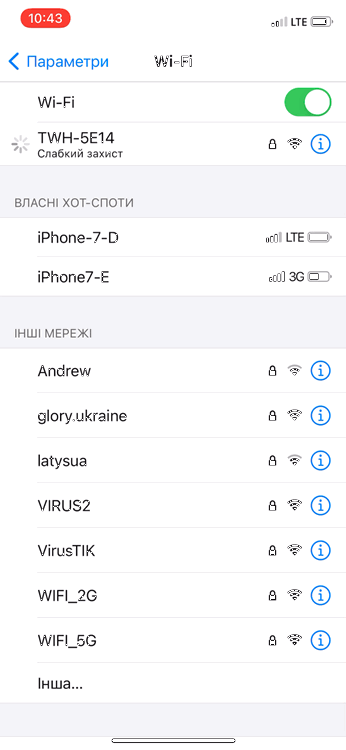 10:43 LTE
Параметри Wi-Fi
Wi-Fi
TWH-5E14
Слабкий захист
ВЛАСНІ ХОТ-СПОТИ
iPhone-7-D LTE
iPhone7-E 3G
ІНШІ МЕРЕЖІ
Andrew
glory.ukraine
latysua
VIRUS2
VirusTIK
WIFI_2G
WIFI_5G
Інша...